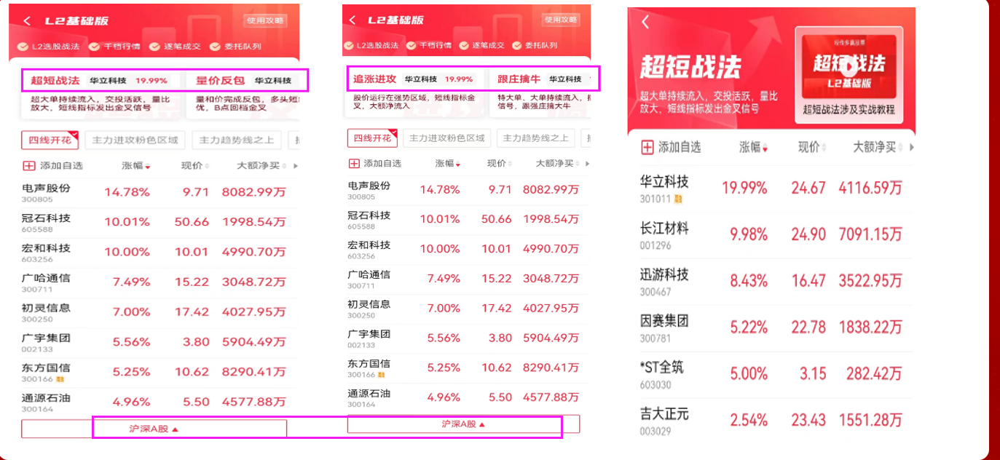 L2基础版
使用攻略
L2选股战法 千档行情 逐笔成交 委托队列
超短战法 华立科技 19.99% 量价反包 华立科技
超大单持续流入，交投活跃，量比
放大，短线指标发出金叉信号
量和价完成反包，多头短
优，B点回档金叉
四线开花 主力进攻粉色区域 主力趋势线之上
添加自选 涨幅 现价 大额净买
电声股份 14.78% 9.71 8082.99万
300805
冠石科技 10.01% 50.66 1998.54万
605588
宏和科技 10.00% 10.01 4990.70万
603256
广哈通信 7.49% 15.22 3048.72万
300711
初灵信息 7.00% 17.42 4027.95万
300250
广宇集团 5.56% 3.80 5904.49万
002133
东方国信 5.25% 10.62 8290.41万
300166
通源石油 4.96% 5.50 4577.88万
300164
沪深A股
L2基础版
使用攻略
L2选股战法 千档行情 逐笔成交 委托队列
追涨进攻 华立科技 19.99% 跟庄擒牛 华立科技
股价运行在强势区域，短线指标金
叉，大额净流入
特大单、大单持续流入，
信号，跟强庄擒大牛
四线开花 主力进攻粉色区域 主力趋势线之上
添加自选 涨幅 现价 大额净买
电声股份 14.78% 9.71 8082.99万
300805
冠石科技 10.01% 50.66 1998.54万
605588
宏和科技 10.00% 10.01 4990.70万
603256
广哈通信 7.49% 15.22 3048.72万
300711
初灵信息 7.00% 17.42 4027.95万
300250
广宇集团 5.56% 3.80 5904.49万
002133
东方国信 5.25% 10.62 8290.41万
300166
通源石油 4.96% 5.50 4577.88万
300164
沪深A股
超短战法
超大单持续流入，交投活跃，量比
放大、短线指标发出金叉信号
超短战法
L2基础版
超短战法涉及实战教程
添加自选 涨幅 现价 大额净买
华立科技 19.99% 24.67 4116.59万
301011
长江材料 9.98% 24.90 7091.15万
001296
迅游科技 8.43% 16.47 3522.95万
300467
因赛集团 5.22% 22.78 1838.22万
300781
*ST全筑 5.00% 3.15 282.42万
603030
吉大正元 2.54% 23.43 1551.28万
003029